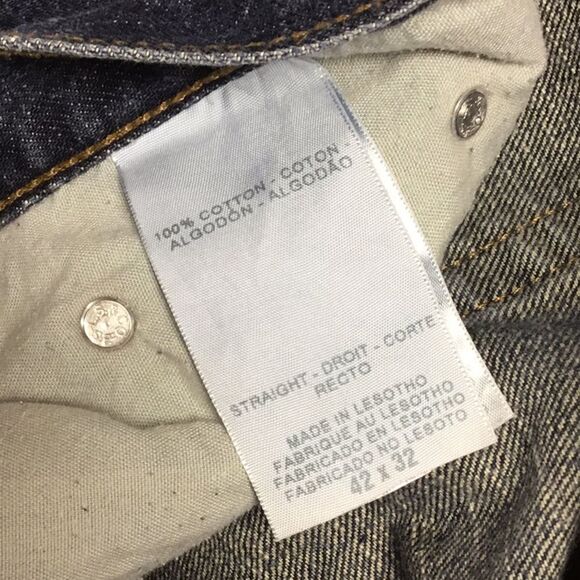 100% COTTON - COTON -
ALGODÓN - ALGODÃO
STRAIGHT - DROIT - CORTE
RECTO
MADE IN LESOTHO
FABRIQUÉ AU LESOTHO
FABRICADO EN LESOTHO
FABRICADO NO LESOTO
42 X 32